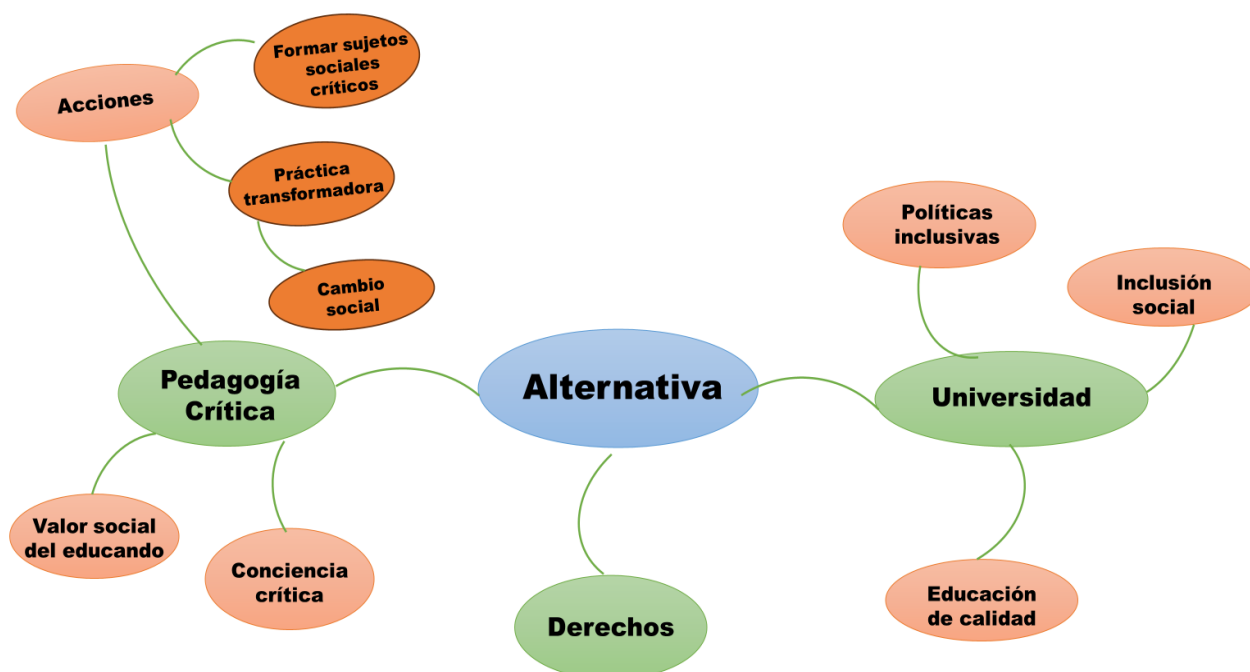 Formar sujetos
sociales
críticos
Acciones
Práctica
transformadora
Cambio
social
Políticas
inclusivas
Inclusión
social
Pedagogía
Crítica
Alternativa
Universidad
Valor social
del educando
Conciencia
crítica
Derechos
Educación
de calidad